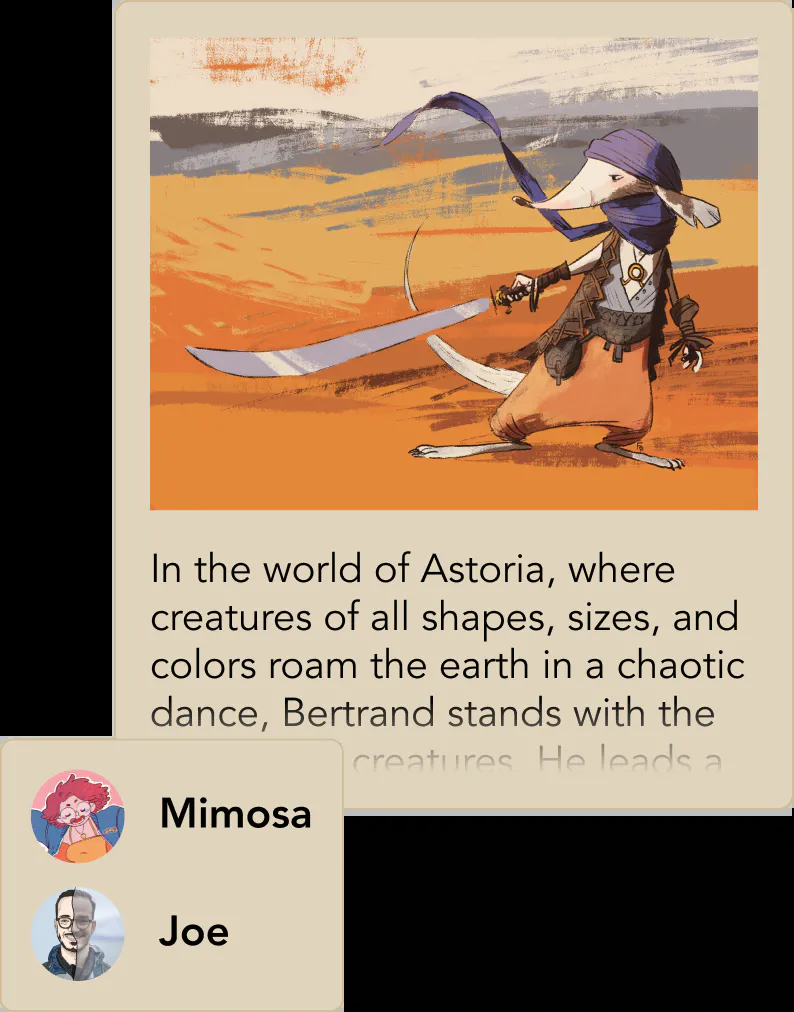 In the world of Astoria, where
creatures of all shapes, sizes, and
colors roam the earth in a chaotic
dance, Bertrand stands with the
creatures. He leads a
Mimosa
Joe